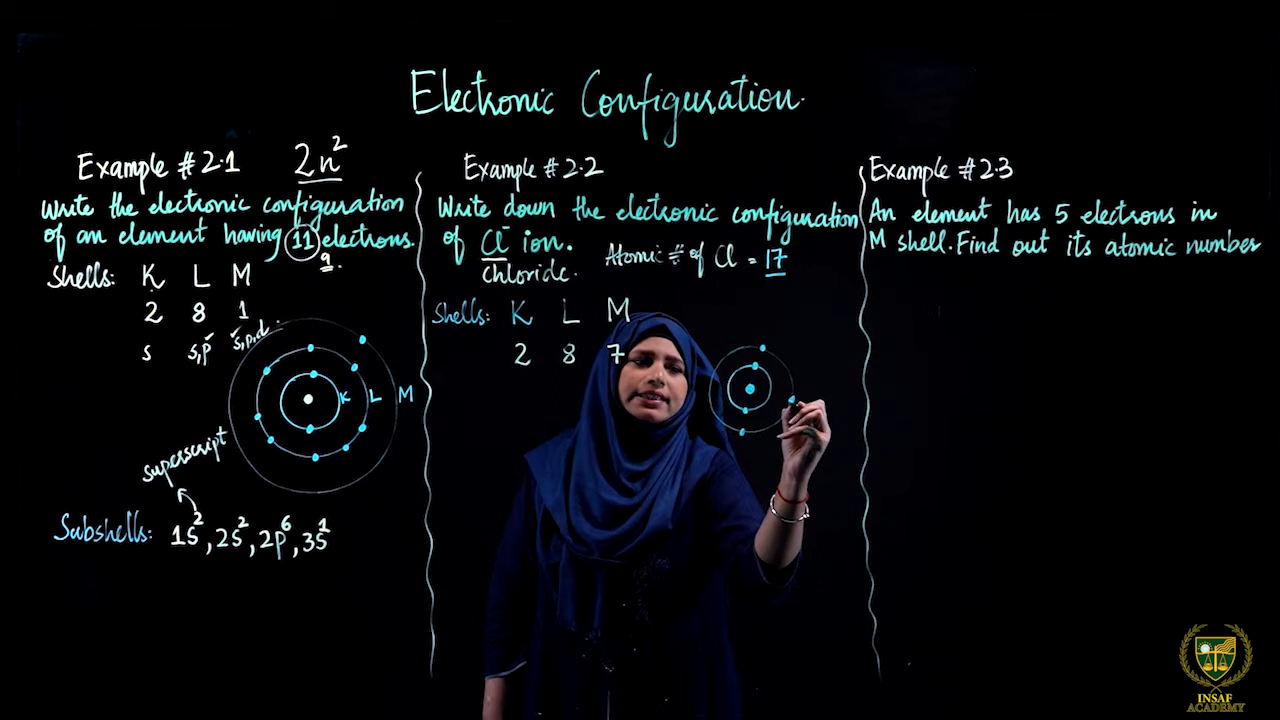 Electronic Configuration.
Example # 2.1 2n²
Write the electronic configuration
of an element having 11 electrons.
9.
Shells: K L M
2 8 1
s s,p s,p,d
K L M
superscript
Subshells: 1s², 2s², 2p⁶, 3s¹
Example # 2.2
Write down the electronic configuration
of Cl⁻ ion. Atomic # of Cl = 17
Chloride.
Shells: K L M
2 8 7
Example # 2.3
An element has 5 electrons in
M shell. Find out its atomic number
INSAF
ACADEMY